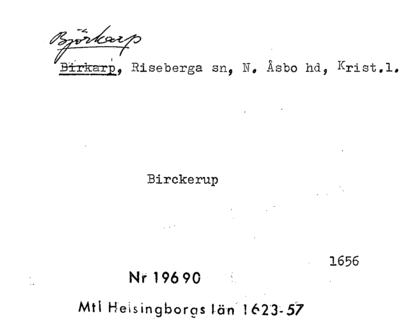 Björkarp
Birkarp, Riseberga sn, N. Åsbo hd, Krist.l.
Birckerup
1656
Nr 19690
Mtl Helsingborgs län 1623-57